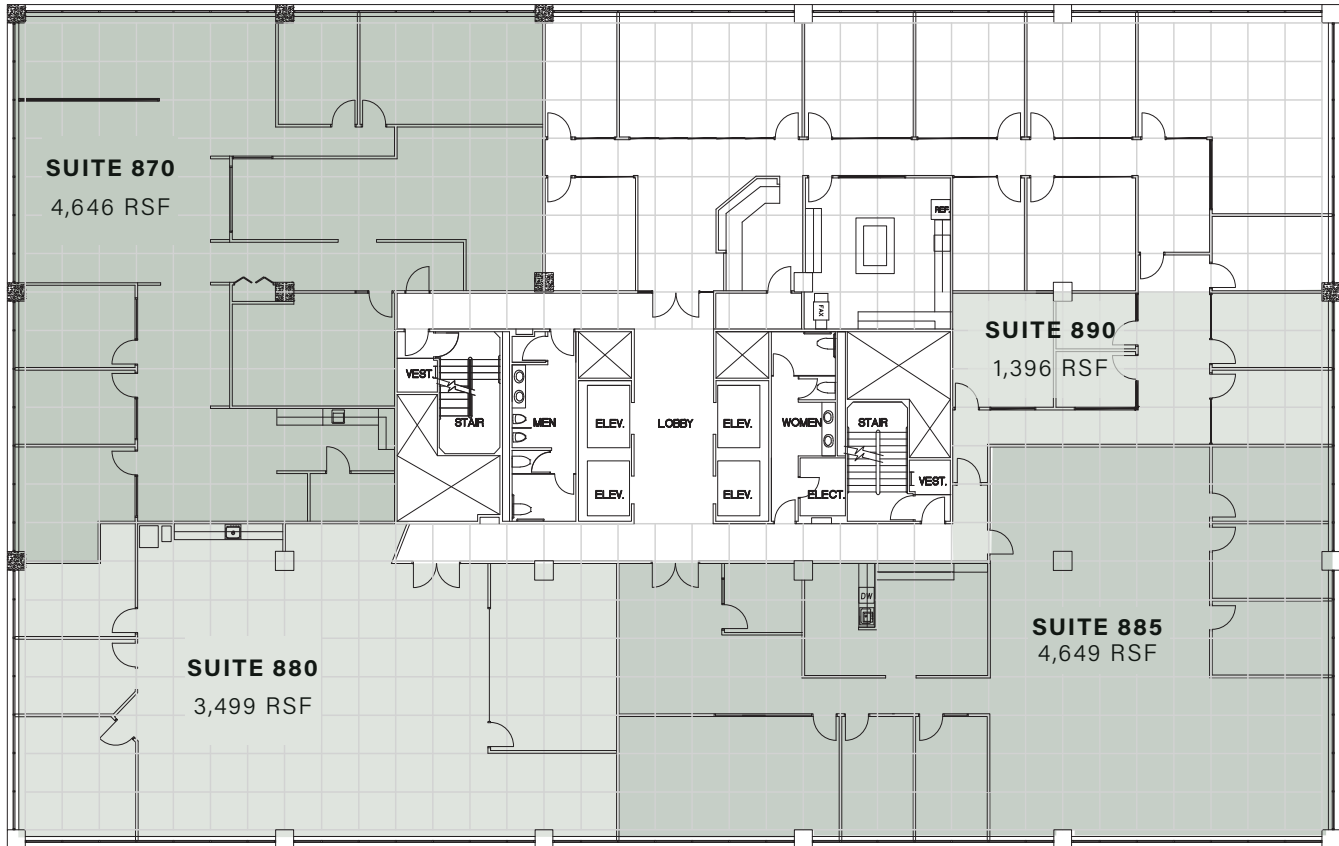 SUITE 870
4,646 RSF
REF.
FAX
SUITE 890
1,396 RSF
VEST.
STAIR
MEN
ELEV.
LOBBY
ELEV.
WOMEN
STAIR
VEST.
ELEV.
ELEV.
ELECT.
DW
SUITE 885
4,649 RSF
SUITE 880
3,499 RSF